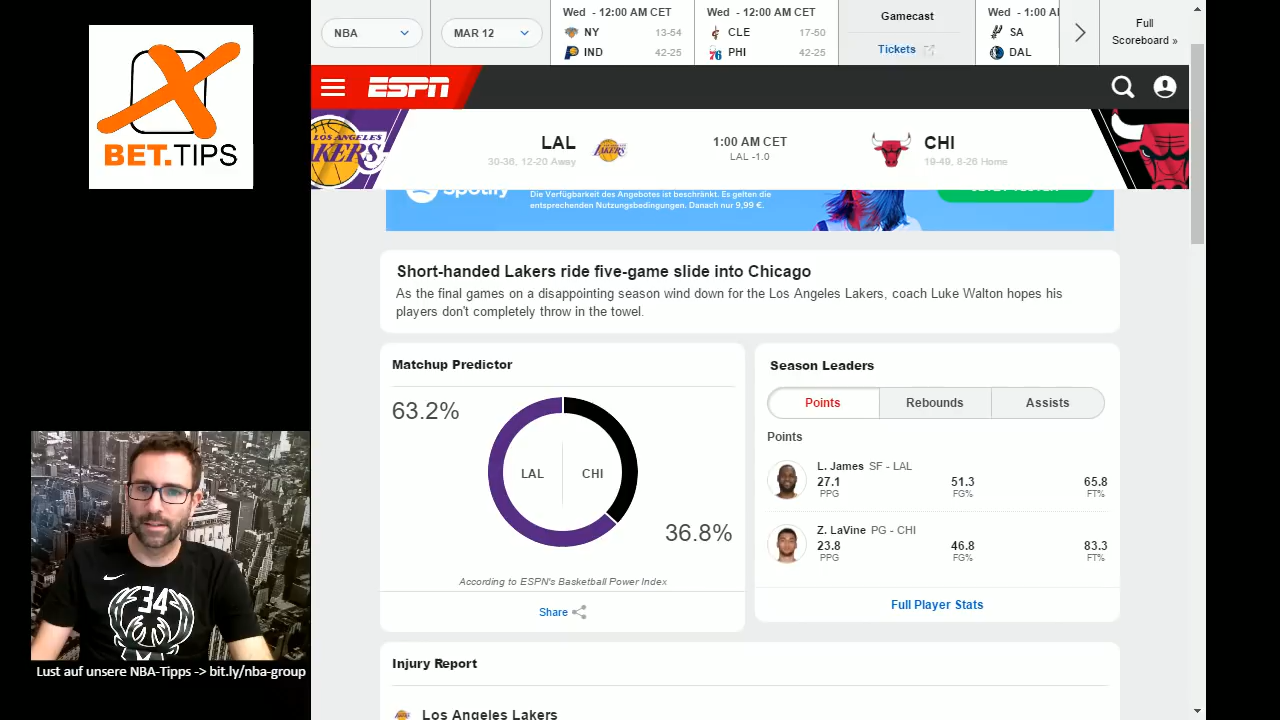 BET.TIPS
NBA
MAR 12
Wed - 12:00 AM CET
NY 13-54
IND 42-25
Wed - 12:00 AM CET
CLE 17-50
PHI 42-25
Gamecast
Tickets
Wed - 1:00 AM
SA
DAL
Full
Scoreboard »
ESPN
LOS ANGELES
LAKERS
LAL
30-36, 12-20 Away
LAKERS
1:00 AM CET
LAL -1.0
CHI
19-49, 8-26 Home
Spotify
Die Verfügbarkeit des Angebotes ist beschränkt. Es gelten die
entsprechenden Nutzungsbedingungen. Danach nur 9,99 €.
Short-handed Lakers ride five-game slide into Chicago
As the final games on a disappointing season wind down for the Los Angeles Lakers, coach Luke Walton hopes his
players don't completely throw in the towel.
Matchup Predictor
63.2%
LAL
CHI
36.8%
According to ESPN's Basketball Power Index
Share
Season Leaders
Points
Rebounds
Assists
Points
L. James SF - LAL
27.1 51.3 65.8
PPG FG% FT%
Z. LaVine PG - CHI
23.8 46.8 83.3
PPG FG% FT%
Full Player Stats
Injury Report
Los Angeles Lakers
34
Lust auf unsere NBA-Tipps -> bit.ly/nba-group